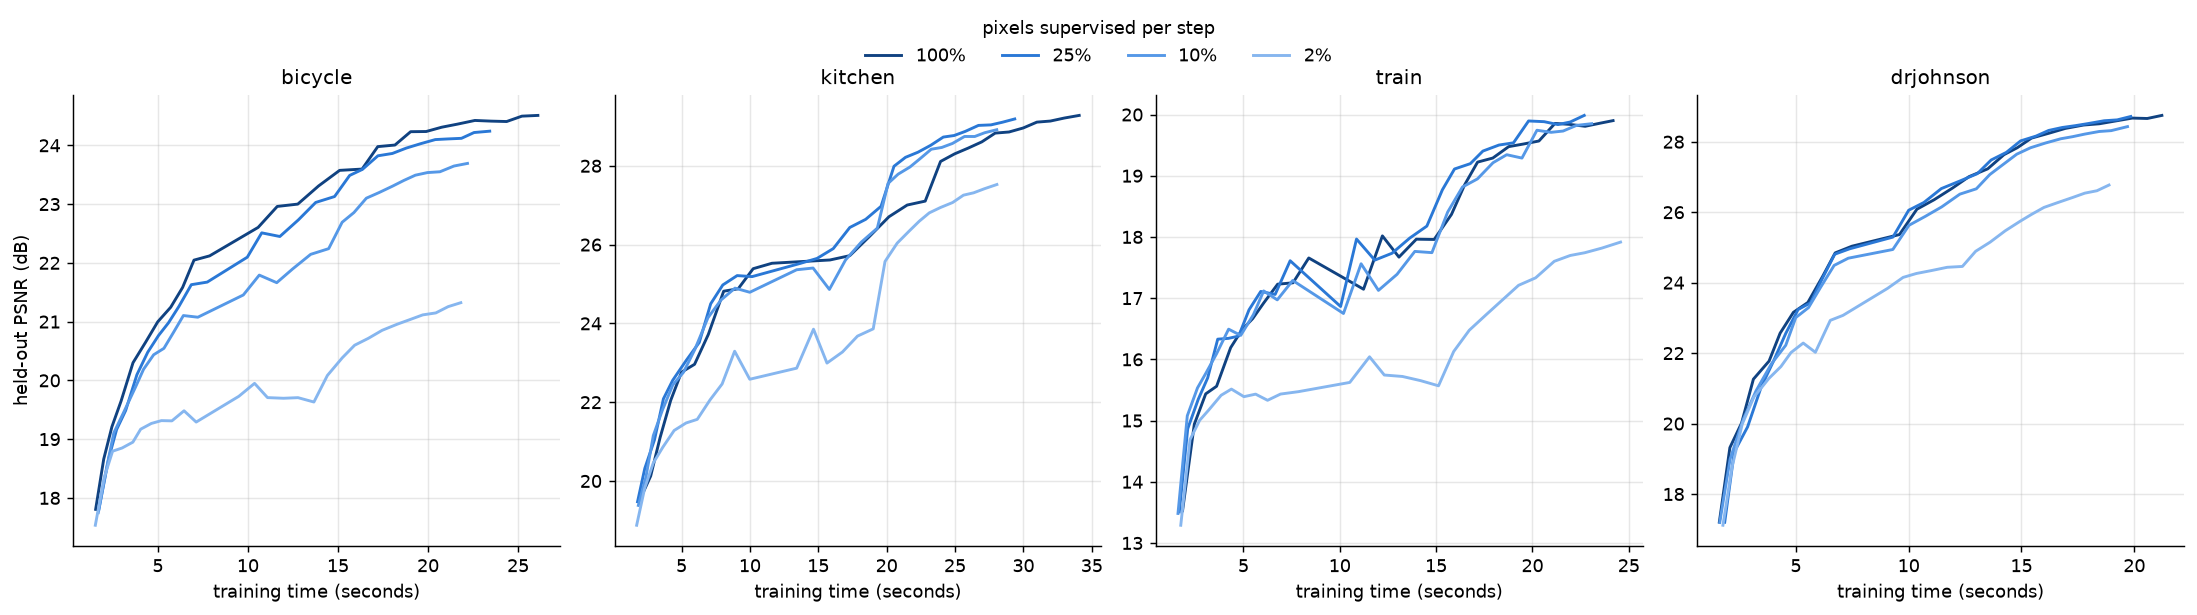 pixels supervised per step
100% 25% 10% 2%
bicycle
kitchen
train
drjohnson
held-out PSNR (dB)
24
23
22
21
20
19
18
5 10 15 20 25
training time (seconds)
28
26
24
22
20
5 10 15 20 25 30 35
training time (seconds)
20
19
18
17
16
15
14
13
5 10 15 20 25
training time (seconds)
28
26
24
22
20
18
5 10 15 20
training time (seconds)